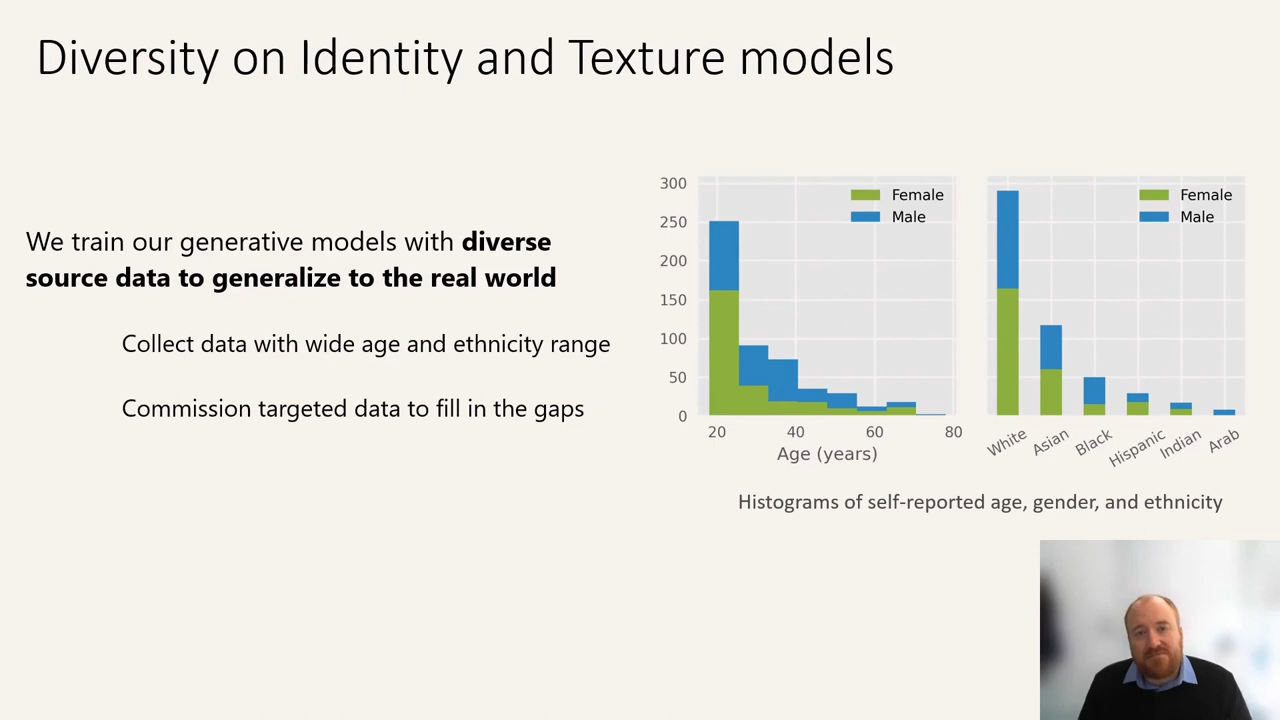 Diversity on Identity and Texture models
We train our generative models with diverse
source data to generalize to the real world
Collect data with wide age and ethnicity range
Commission targeted data to fill in the gaps
300
250
200
150
100
50
0
20 40 60 80
Age (years)
Female
Male
Female
Male
White Asian Black Hispanic Indian Arab
Histograms of self-reported age, gender, and ethnicity